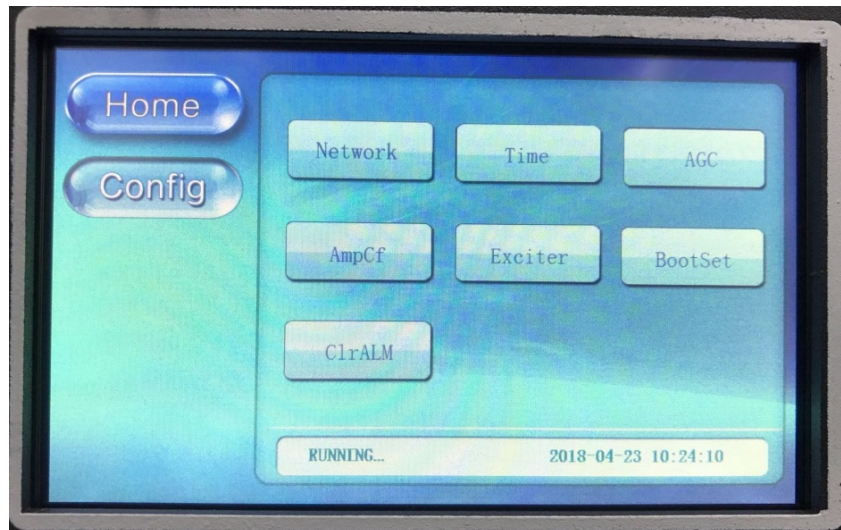 Home
Config
Network Time AGC
AmpCf Exciter BootSet
ClrALM
RUNNING... 2018-04-23 10:24:10